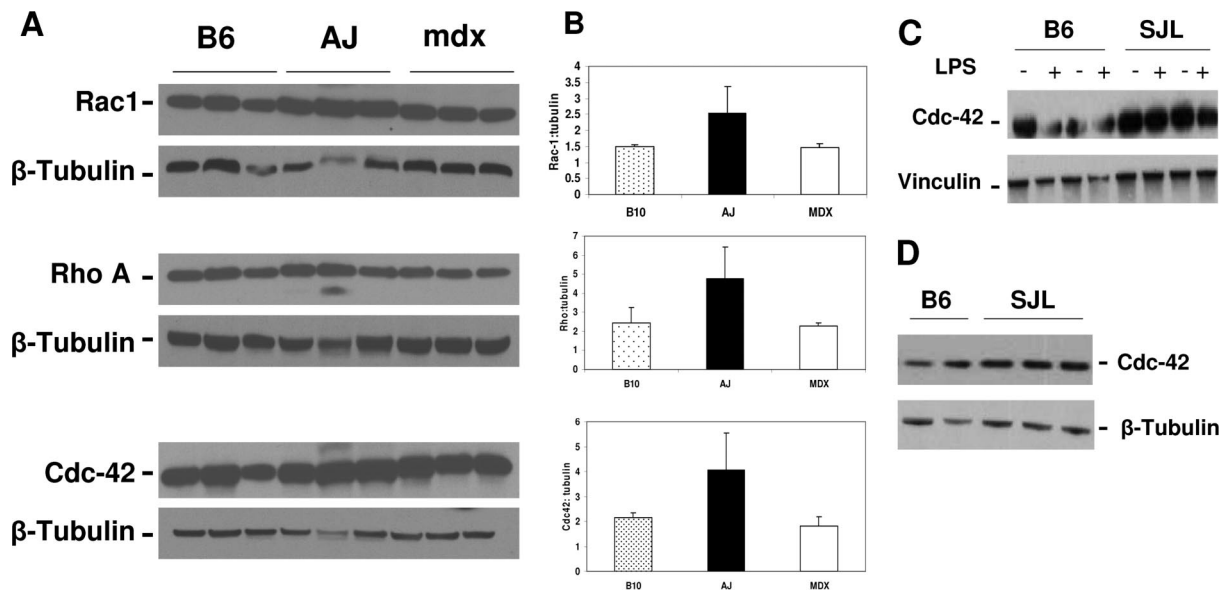 A
B6 AJ mdx
Rac1 -
β-Tubulin -
Rho A -
β-Tubulin -
Cdc-42 -
β-Tubulin -
B
Rac-1:tubulin
4
3.5
3
2.5
2
1.5
1
0.5
0
B10 AJ MDX
Rho:tubulin
7
6
5
4
3
2
1
0
B10 AJ MDX
Cdc42: tubulin
6
5
4
3
2
1
0
B10 AJ MDX
C
B6 SJL
LPS - + - + - + - +
Cdc-42 -
Vinculin -
D
B6 SJL
- Cdc-42
- β-Tubulin